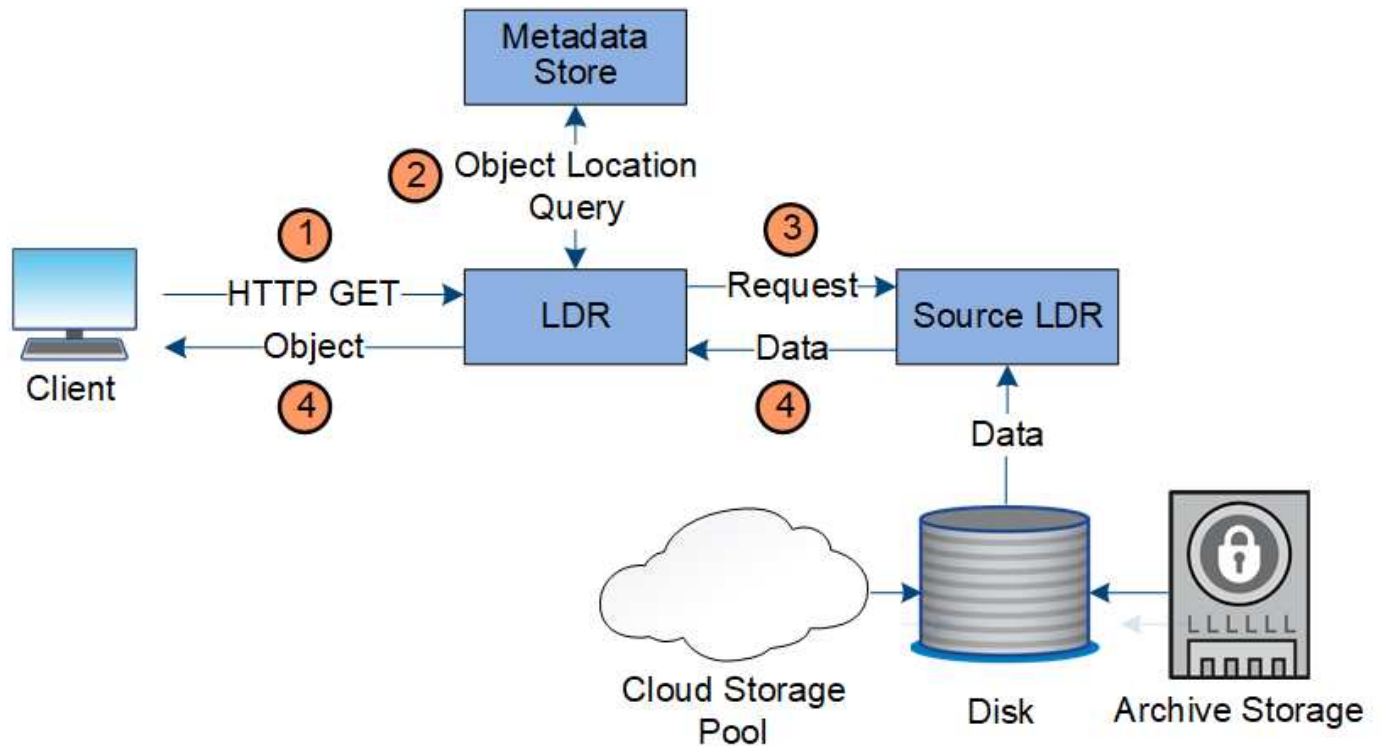 Metadata
Store
2
Object Location
Query
1
3
HTTP GET
LDR
Request
Source LDR
Object
Data
Client
4
4
Data
L L L L L L
Cloud Storage
Pool
Disk
Archive Storage